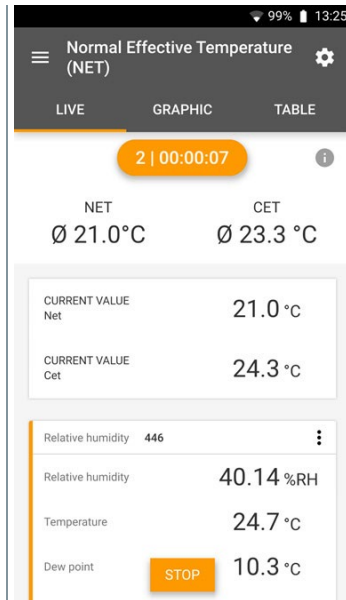 99% 13:25
Normal Effective Temperature
(NET)
LIVE GRAPHIC TABLE
2 | 00:00:07
NET CET
Ø 21.0°C Ø 23.3 °C
CURRENT VALUE
Net
21.0 °C
CURRENT VALUE
Cet
24.3 °C
Relative humidity 446
Relative humidity 40.14 %RH
Temperature 24.7 °C
Dew point 10.3 °C
STOP